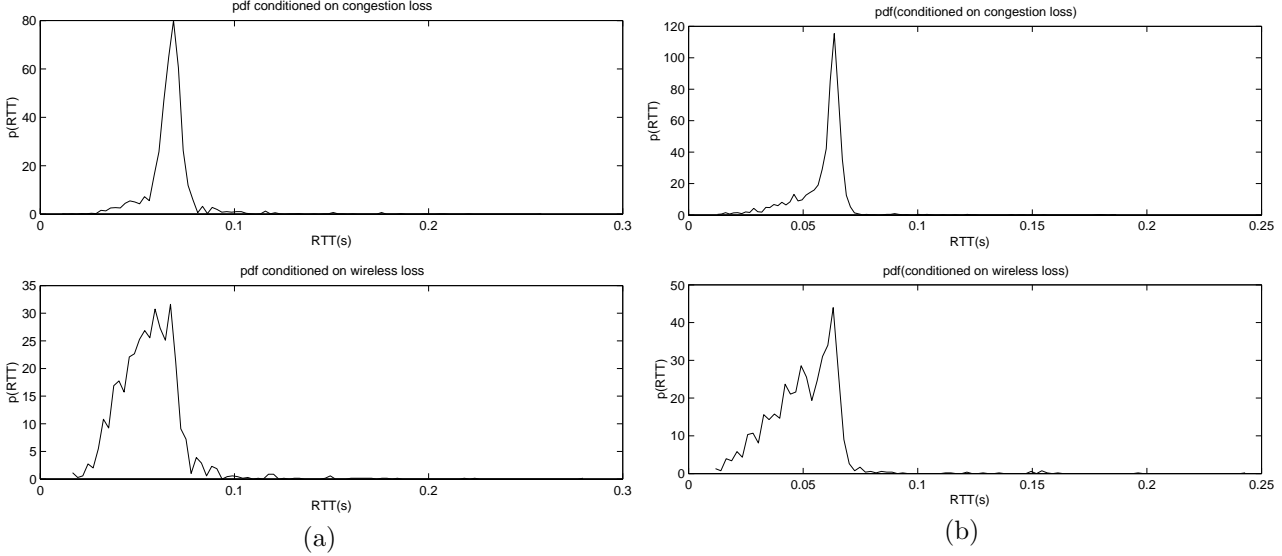 pdf conditioned on congestion loss
80
60
40
20
0
p(RTT)
0 0.1 0.2 0.3
RTT(s)
pdf conditioned on wireless loss
35
30
25
20
15
10
5
0
p(RTT)
0 0.1 0.2 0.3
RTT(s)
(a)
pdf(conditioned on congestion loss)
120
100
80
60
40
20
0
p(RTT)
0 0.05 0.1 0.15 0.2 0.25
RTT(s)
pdf(conditioned on wireless loss)
50
40
30
20
10
0
p(RTT)
0 0.05 0.1 0.15 0.2 0.25
RTT(s)
(b)